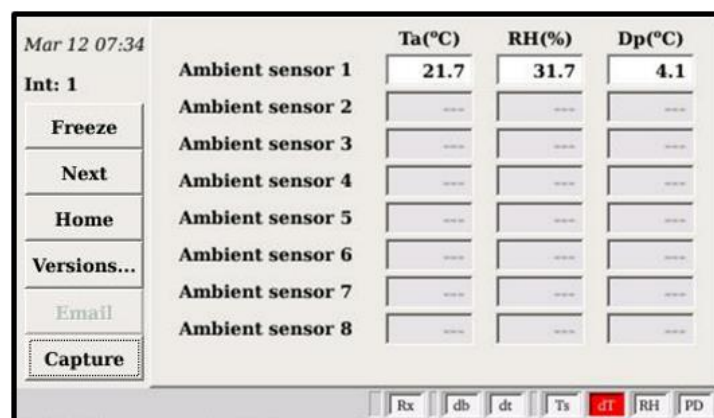 Mar 12 07:34
Int: 1
Freeze
Next
Home
Versions...
Email
Capture
Ta(ºC) RH(%) Dp(ºC)
Ambient sensor 1 21.7 31.7 4.1
Ambient sensor 2 --- --- ---
Ambient sensor 3 --- --- ---
Ambient sensor 4 --- --- ---
Ambient sensor 5 --- --- ---
Ambient sensor 6 --- --- ---
Ambient sensor 7 --- --- ---
Ambient sensor 8 --- --- ---
Rx db dt Ts dT RH PD